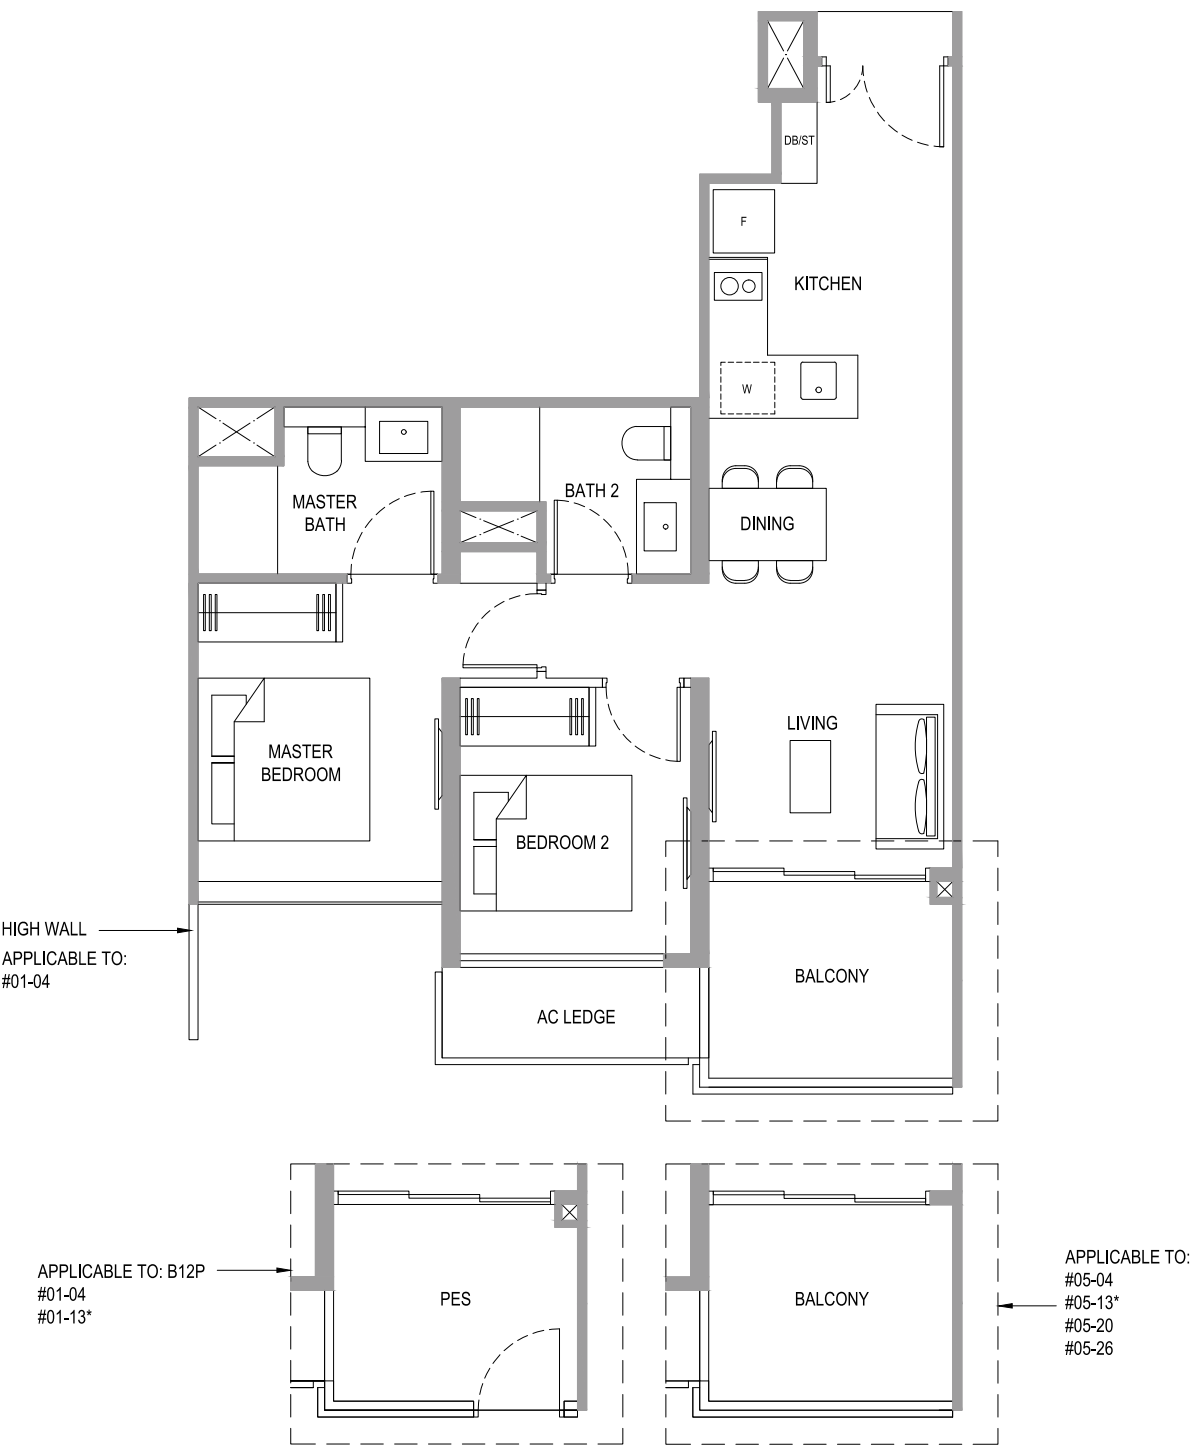 DB/ST
F
KITCHEN
W
MASTER
BATH
BATH 2
DINING
LIVING
MASTER
BEDROOM
BEDROOM 2
HIGH WALL
APPLICABLE TO:
#01-04
BALCONY
AC LEDGE
APPLICABLE TO: B12P
#01-04
#01-13*
PES
BALCONY
APPLICABLE TO:
#05-04
#05-13*
#05-20
#05-26